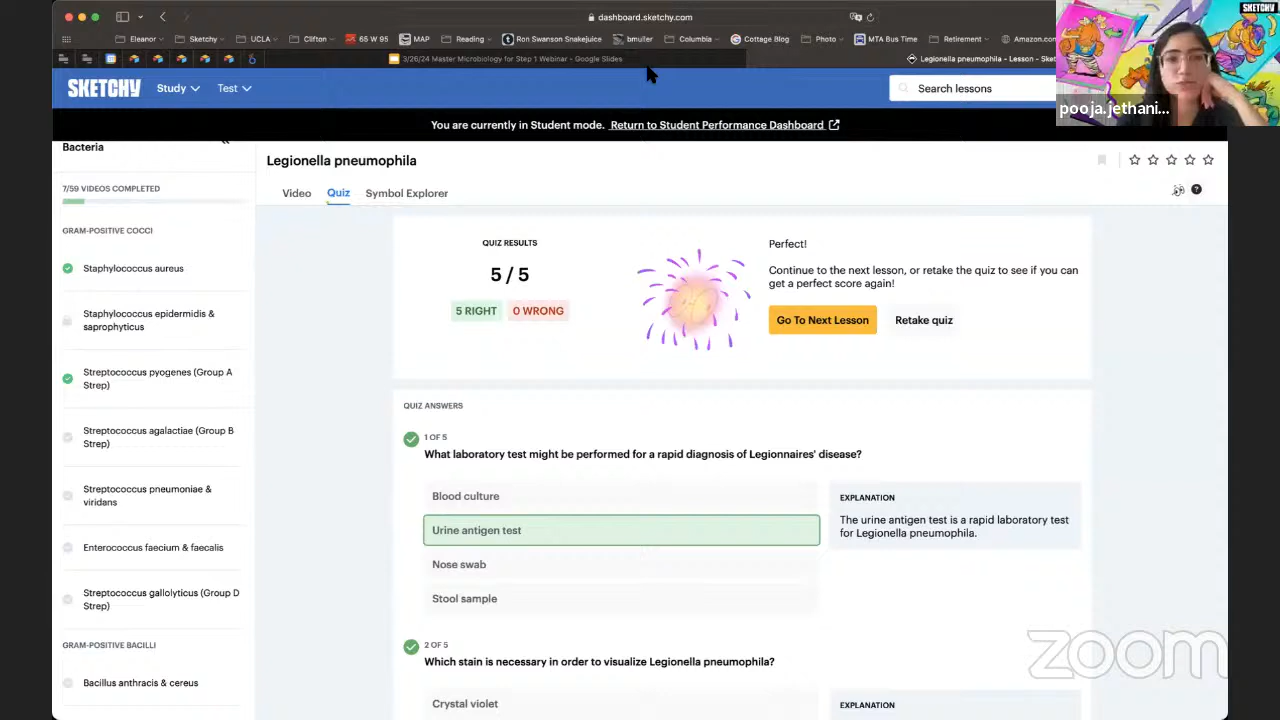 dashboard.sketchy.com
SKETCHY
Eleanor
Sketchy
UCLA
Clifton
65 W 95
MAP
Reading
Ron Swanson Snakejuice
bmuller
Columbia
Cottage Blog
Photo
MTA Bus Time
Retirement
Amazon.com
3/26/24 Master Microbiology for Step 1 Webinar - Google Slides
Legionella pneumophila - Lesson - Sket
SKETCHY
Study
Test
Search lessons
pooja.jethani...
You are currently in Student mode. Return to Student Performance Dashboard
Bacteria
7/59 VIDEOS COMPLETED
GRAM-POSITIVE COCCI
Staphylococcus aureus
Staphylococcus epidermidis &
saprophyticus
Streptococcus pyogenes (Group A
Strep)
Streptococcus agalactiae (Group B
Strep)
Streptococcus pneumoniae &
viridans
Enterococcus faecium & faecalis
Streptococcus gallolyticus (Group D
Strep)
GRAM-POSITIVE BACILLI
Bacillus anthracis & cereus
Legionella pneumophila
Video
Quiz
Symbol Explorer
?
QUIZ RESULTS
5 / 5
5 RIGHT
0 WRONG
Perfect!
Continue to the next lesson, or retake the quiz to see if you can
get a perfect score again!
Go To Next Lesson
Retake quiz
QUIZ ANSWERS
1 OF 5
What laboratory test might be performed for a rapid diagnosis of Legionnaires' disease?
Blood culture
Urine antigen test
Nose swab
Stool sample
EXPLANATION
The urine antigen test is a rapid laboratory test
for Legionella pneumophila.
2 OF 5
Which stain is necessary in order to visualize Legionella pneumophila?
Crystal violet
EXPLANATION
zoom